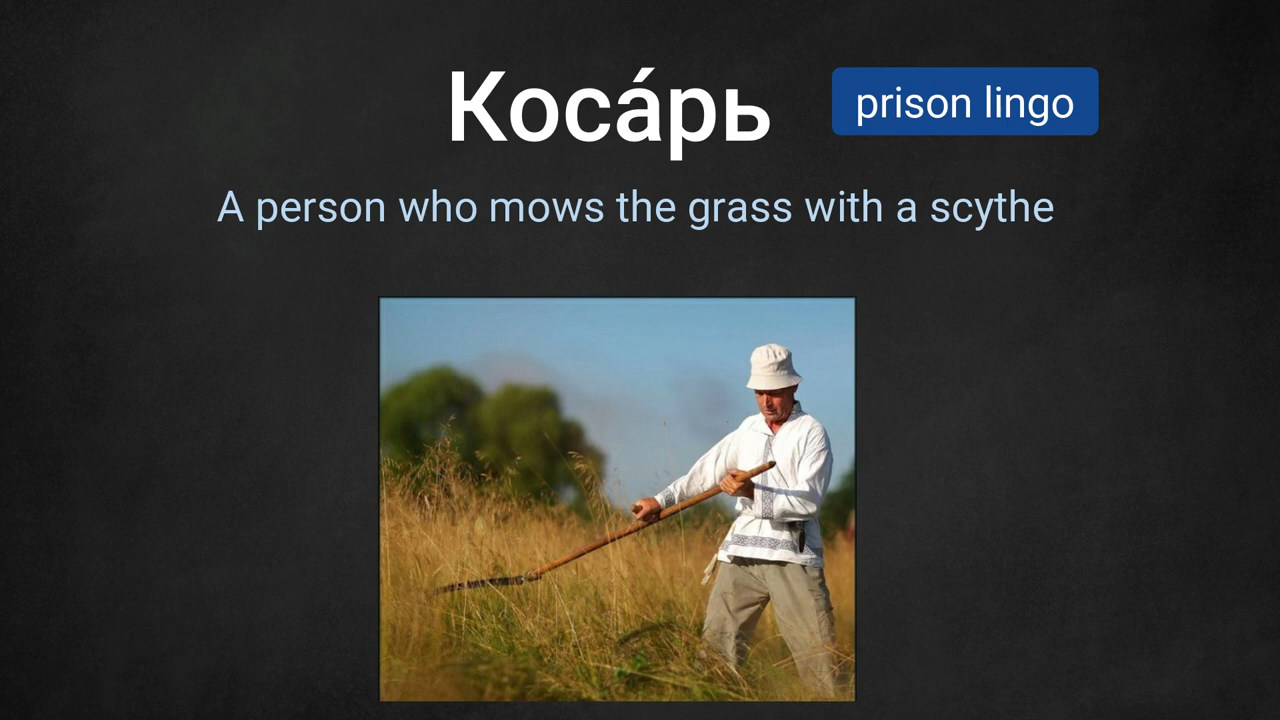 Коса́рь
prison lingo
A person who mows the grass with a scythe